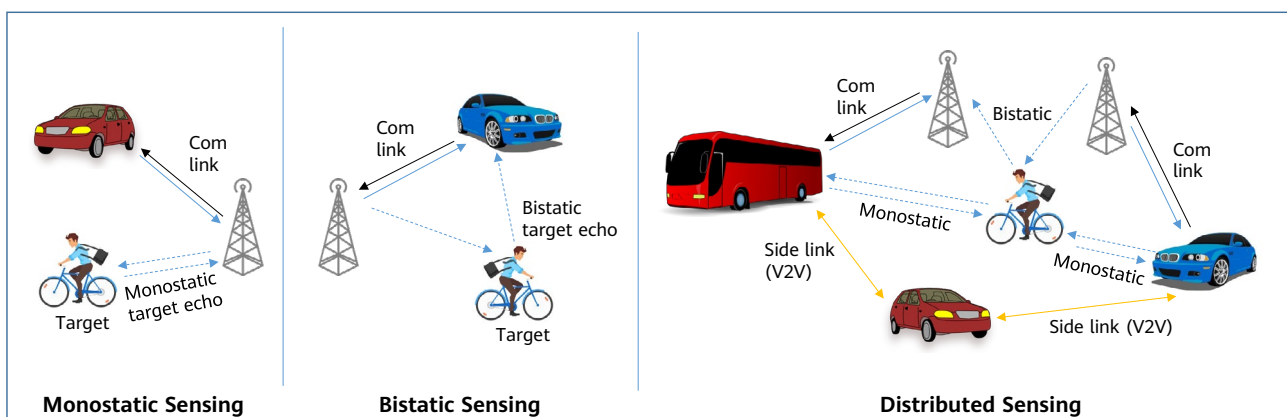 Com
link
Monostatic
target echo
Target
Monostatic Sensing
Com
link
Bistatic
target echo
Target
Bistatic Sensing
Com
link
Bistatic
Com
link
Monostatic
Monostatic
Side link
(V2V)
Side link (V2V)
Distributed Sensing